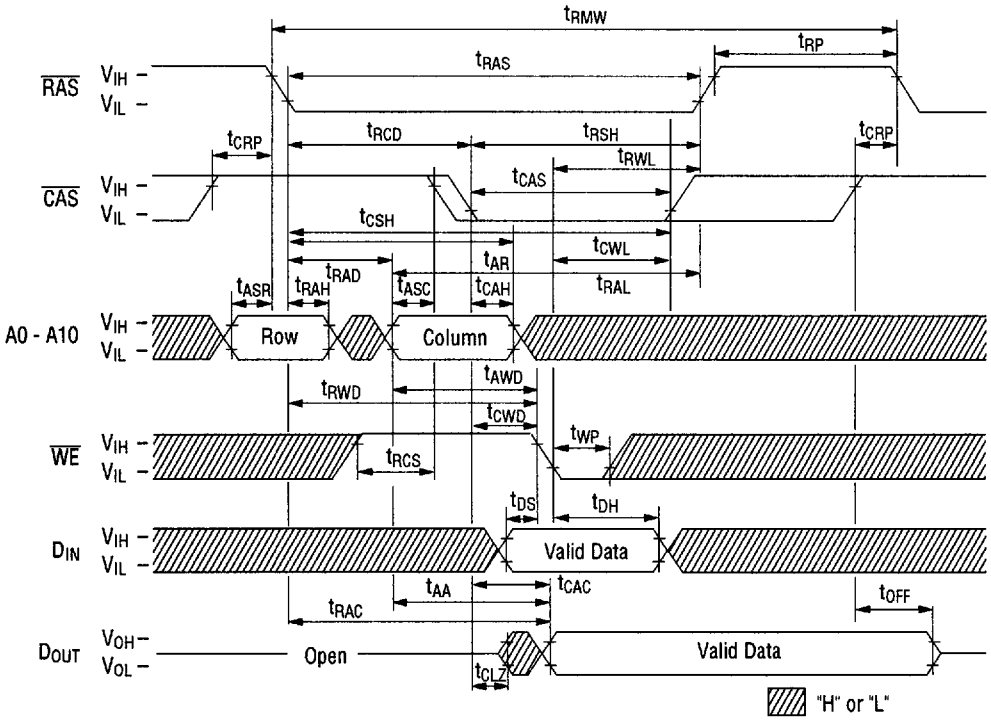 tRMW
tRP
RAS VIH VIL tRAS
tCRP tRCD tRSH tCRP
tRWL
CAS VIH VIL tCAS
tCSH
tAR tCWL
tRAD tRAL
tASR tRAH tASC tCAH
A0 - A10 VIH VIL Row Column
tRWD tAWD
tCWD
WE VIH VIL tRCS tWP
tDS tDH
DIN VIH VIL Valid Data
tAA tCAC
tRAC tOFF
DOUT VOH VOL Open Valid Data
tCLZ
"H" or "L"